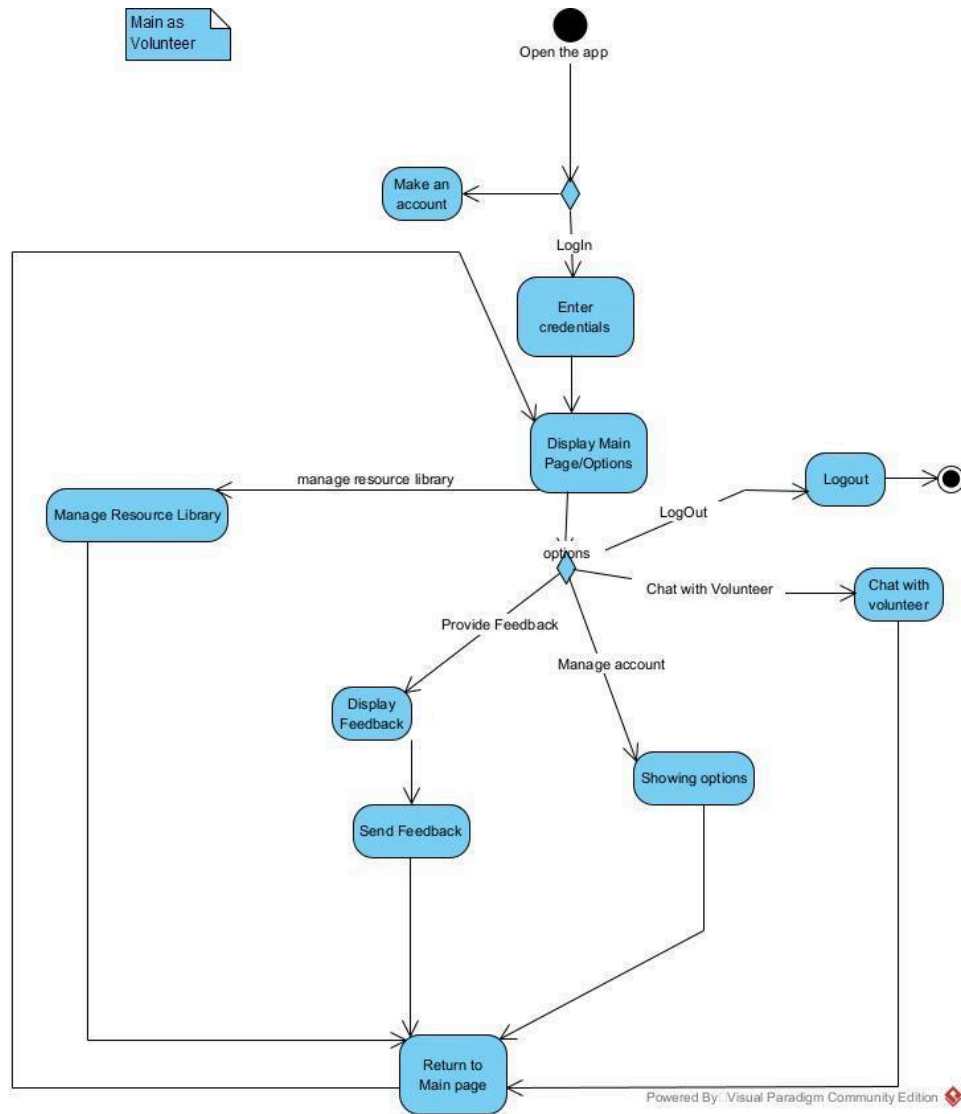 Main as
Volunteer
Open the app
Make an
account
LogIn
Enter
credentials
Display Main
Page/Options
manage resource library
Manage Resource Library
Logout
LogOut
options
Chat with Volunteer
Chat with
volunteer
Provide Feedback
Manage account
Display
Feedback
Showing options
Send Feedback
Return to
Main page
Powered By Visual Paradigm Community Edition